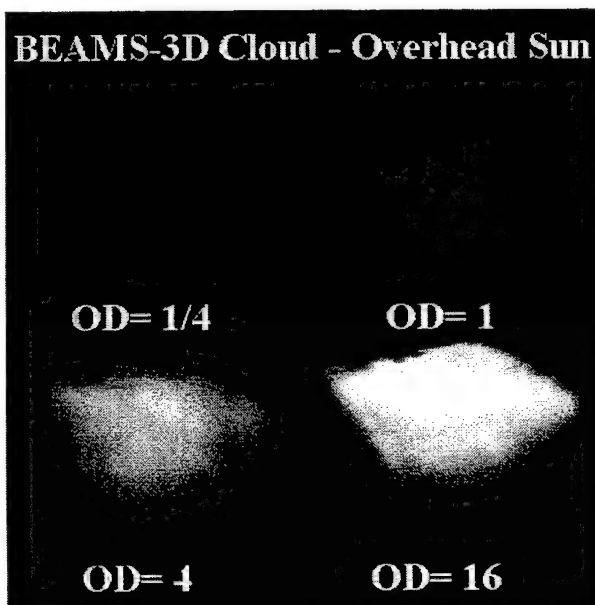 BEAMS-3D Cloud - Overhead Sun
OD= 1/4 OD= 1
OD= 4 OD= 16